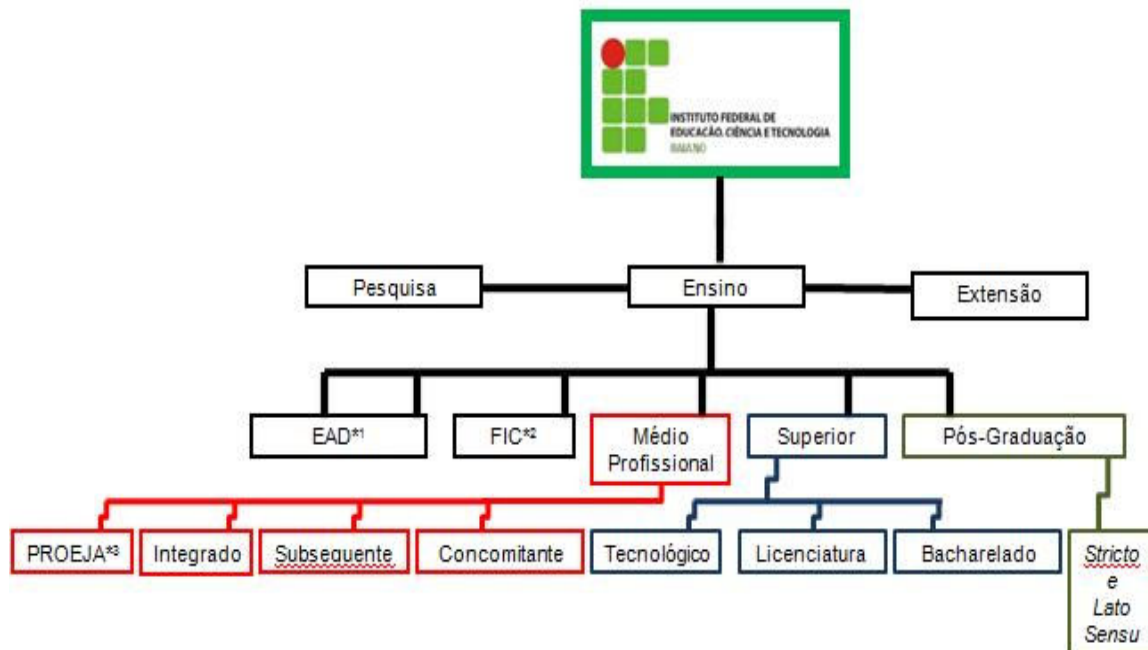 INSTITUTO FEDERAL DE
EDUCAÇÃO, CIÊNCIA E TECNOLOGIA
BAIANO
Pesquisa
Ensino
Extensão
EAD*1
FIC*2
Médio
Profissional
Superior
Pós-Graduação
PROEJA*3
Integrado
Subsequente
Concomitante
Tecnológico
Licenciatura
Bacharelado
Stricto
e
Lato
Sensu